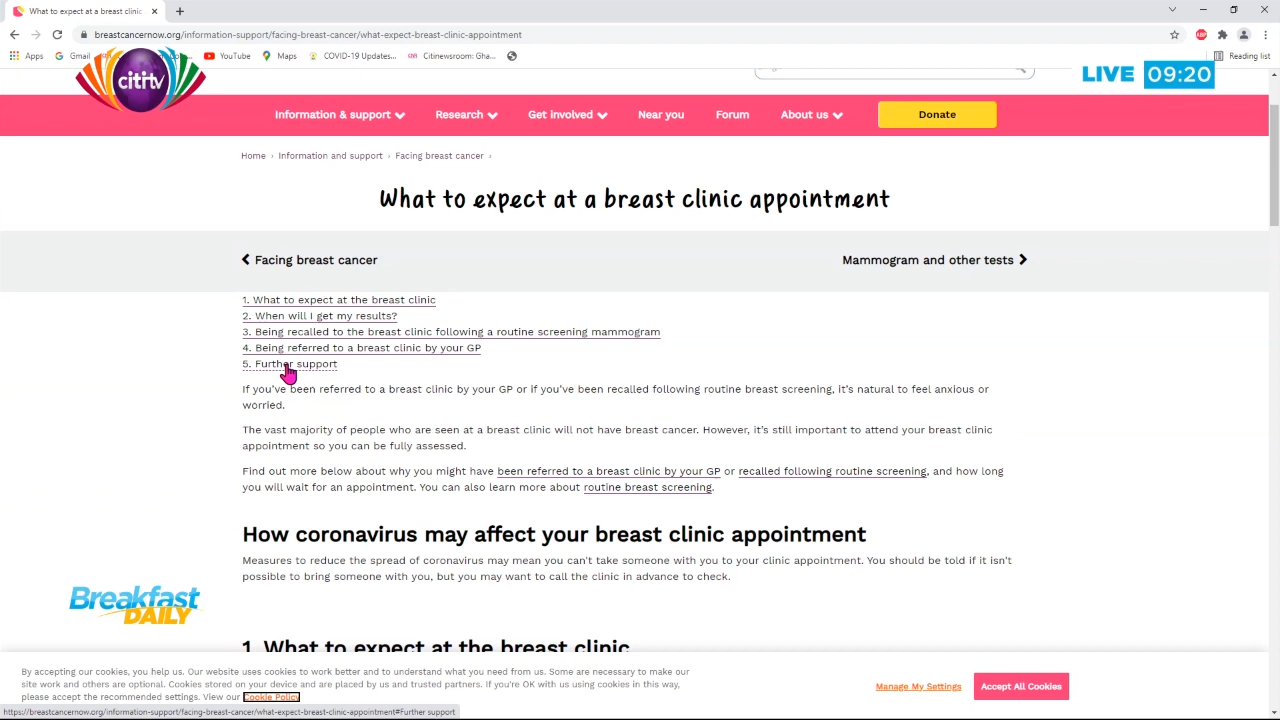 What to expect at a breast clinic
breastcancernow.org/information-support/facing-breast-cancer/what-expect-breast-clinic-appointment
ABP
Apps
Gmail
YouTube
Maps
COVID-19 Updates...
Citinewsroom: Gha...
Reading list
citi tv
LIVE 09:20
Information & support
Research
Get involved
Near you
Forum
About us
Donate
Home › Information and support › Facing breast cancer ›
What to expect at a breast clinic appointment
Facing breast cancer
Mammogram and other tests
1. What to expect at the breast clinic
2. When will I get my results?
3. Being recalled to the breast clinic following a routine screening mammogram
4. Being referred to a breast clinic by your GP
5. Further support
If you’ve been referred to a breast clinic by your GP or if you’ve been recalled following routine breast screening, it’s natural to feel anxious or
worried.
The vast majority of people who are seen at a breast clinic will not have breast cancer. However, it’s still important to attend your breast clinic
appointment so you can be fully assessed.
Find out more below about why you might have been referred to a breast clinic by your GP or recalled following routine screening, and how long
you will wait for an appointment. You can also learn more about routine breast screening.
How coronavirus may affect your breast clinic appointment
Measures to reduce the spread of coronavirus may mean you can't take someone with you to your clinic appointment. You should be told if it isn't
possible to bring someone with you, but you may want to call the clinic in advance to check.
Breakfast
DAILY
1. What to expect at the breast clinic
By accepting our cookies, you help us. Our website uses cookies to work better and to understand what you need from us. Some are necessary to make our
site work and others are optional. Cookies stored on your device and are placed by us and trusted partners. If you're OK with us using cookies in this way,
please accept the recommended settings. View our Cookie Policy
Manage My Settings
Accept All Cookies
https://breastcancernow.org/information-support/facing-breast-cancer/what-expect-breast-clinic-appointment#Further support